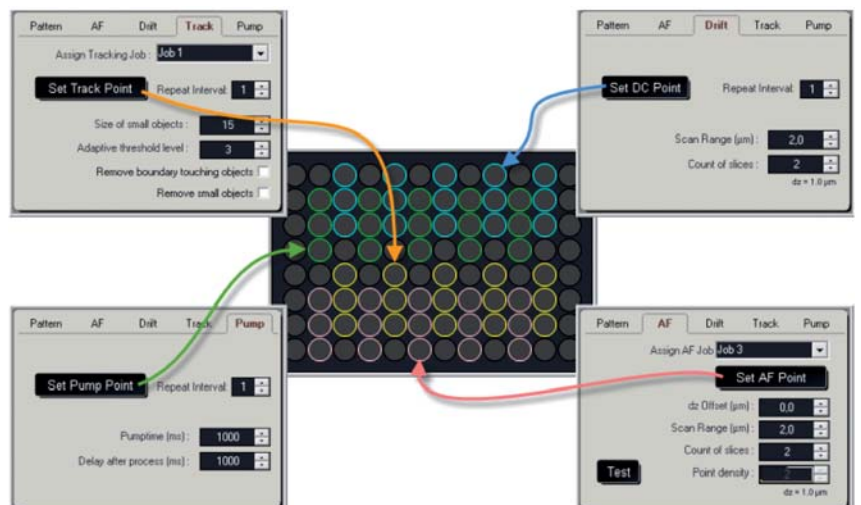 Pattern AF Drift Track Pump
Assign Tracking Job : Job 1
Set Track Point Repeat Interval: 1
Size of small objects : 15
Adaptive threshold level : 3
Remove boundary touching objects
Remove small objects
Pattern AF Drift Track Pump
Set DC Point Repeat Interval: 1
Scan Range (µm) : 2,0
Count of slices : 2
dz = 1.0 µm
Pattern AF Drift Track Pump
Set Pump Point Repeat Interval: 1
Pumptime (ms) : 1000
Delay after process (ms) : 1000
Pattern AF Drift Track Pump
Assign AF Job Job 3
Set AF Point
dz Offset (µm) : 0,0
Scan Range (µm) : 2,0
Count of slices : 2
Test Point density : 2
dz = 1.0 µm